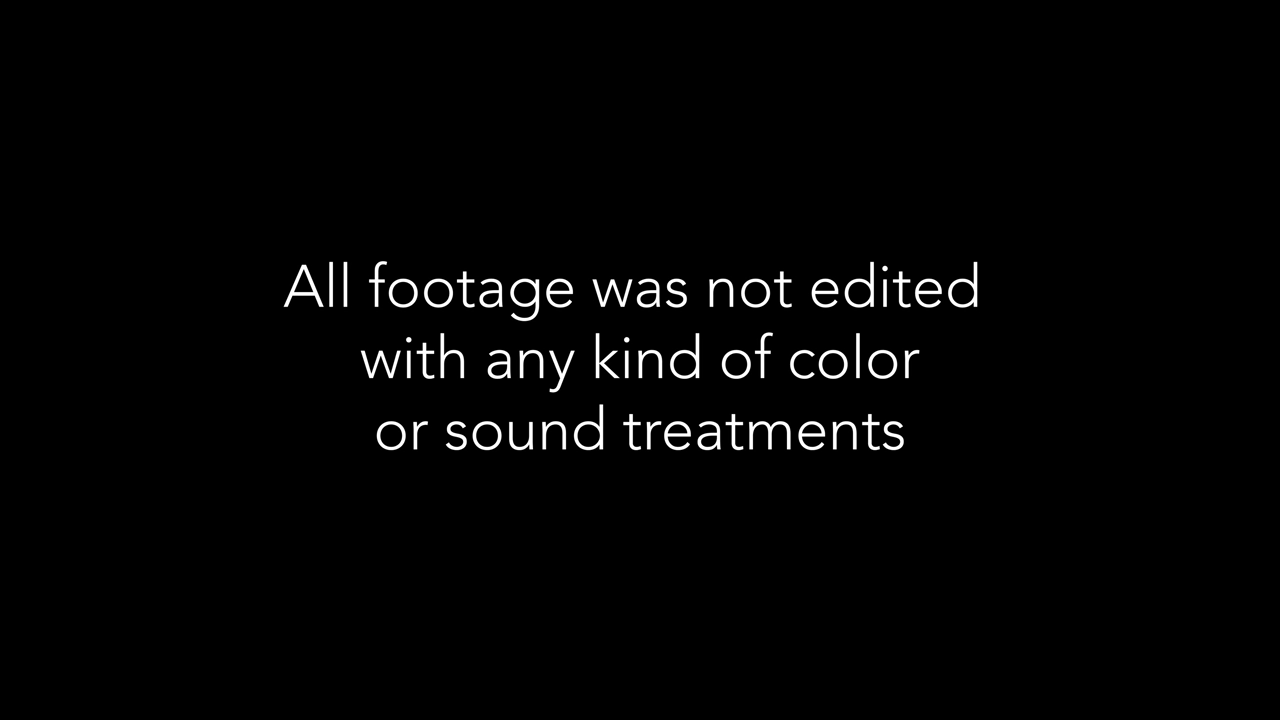 All footage was not edited
with any kind of color
or sound treatments